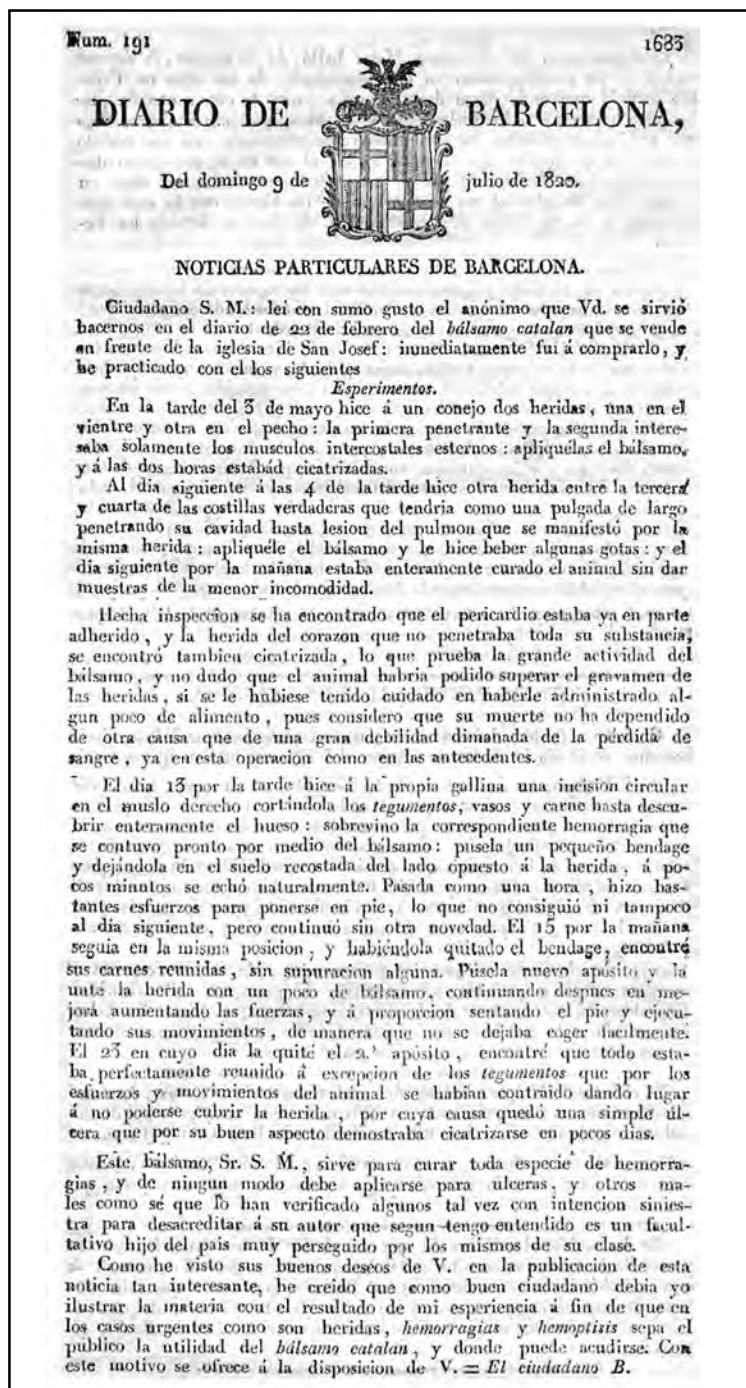 Num. 191
1683
DIARIO DE BARCELONA,
Del domingo 9 de julio de 1820.
NOTICIAS PARTICULARES DE BARCELONA.
Ciudadano S. M.: lei con sumo gusto el anónimo que Vd. se sirvió
hacernos en el diario de 22 de febrero del bálsamo catalan que se vende
en frente de la iglesia de San Josef: inmediatamente fui á comprarlo, y
he practicado con el los siguientes
Esperimentos.
En la tarde del 3 de mayo hice á un conejo dos heridas, una en el
vientre y otra en el pecho: la primera penetrante y la segunda intere-
saba solamente los musculos intercostales esternos: apliquélas el bálsamo,
y á las dos horas estabád cicatrizadas.
Al dia siguiente á las 4 de la tarde hice otra herida entre la tercera
y cuarta de las costillas verdaderas que tendria como una pulgada de largo
penetrando su cavidad hasta lesion del pulmon que se manifestó por la
misma herida: apliquéle el bálsamo y le hice beber algunas gotas: y el
dia siguiente por la mañana estaba enteramente curado el animal sin dar
muestras de la menor incomodidad.
Hecha inspeccion se ha encontrado que el pericardio estaba ya en parte
adherido, y la herida del corazon que no penetraba toda su substancia,
se encontró tambien cicatrizada, lo que prueba la grande actividad del
bálsamo, y no dudo que el animal habria podido superar el gravamen de
las heridas, si se le hubiese tenido cuidado en haberle administrado al-
gun poco de alimento, pues considero que su muerte no ha dependido
de otra causa que de una gran debilidad dimanada de la pérdida de
sangre, ya en esta operacion como en las antecedentes.
El dia 13 por la tarde hice á la propia gallina una incision circular
en el muslo derecho cortándola los tegumentos, vasos y carne hasta descu-
brir enteramente el hueso: sobrevino la correspondiente hemorragia que
se contuvo pronto por medio del bálsamo: púsela un pequeño bendage
y dejándola en el suelo recostada del lado opuesto á la herida, á po-
cos minutos se echó naturalmente. Pasada como una hora, hizo bas-
tantes esfuerzos para ponerse en pie, lo que no consiguió ni tampoco
al dia siguiente, pero continuó sin otra novedad. El 15 por la mañana
seguia en la misma posicion, y habiéndola quitado el bendage, encontré
sus carnes reunidas, sin supuracion alguna. Púsela nuevo apósito y la
unté la herida con un poco de bálsamo, continuando despues en me-
jora aumentando las fuerzas, y á proporcion sentando el pie y ejecu-
tando sus movimientos, de manera que no se dejaba coger facilmente.
El 23 en cuyo dia la quité el 2.º apósito, encontré que todo esta-
ba perfectamente reunido á excepcion de los tegumentos que por los
esfuerzos y movimientos del animal se habian contraido dando lugar
á no poderse cubrir la herida, por cuya causa quedó una simple úl-
cera que por su buen aspecto demostraba cicatrizarse en pocos dias.
Este bálsamo, Sr. S. M., sirve para curar toda especie de hemorra-
gias, y de ningun modo debe aplicarse para ulceras, y otros ma-
les como sé que lo han verificado algunos tal vez con intencion sinies-
tra para desacreditar á su autor que segun tengo entendido es un facul-
tativo hijo del pais muy perseguido por los mismos de su clase.
Como he visto sus buenos deseos de V. en la publicacion de esta
noticia tan interesante, he creido que como buen ciudadano debia yo
ilustrar la materia con el resultado de mi esperiencia á fin de que en
los casos urgentes como son heridas, hemorragias y hemoptisis sepa el
público la utilidad del bálsamo catalan, y donde puede acudirse. Con
este motivo se ofrece á la disposicion de V. = El ciudadano B.